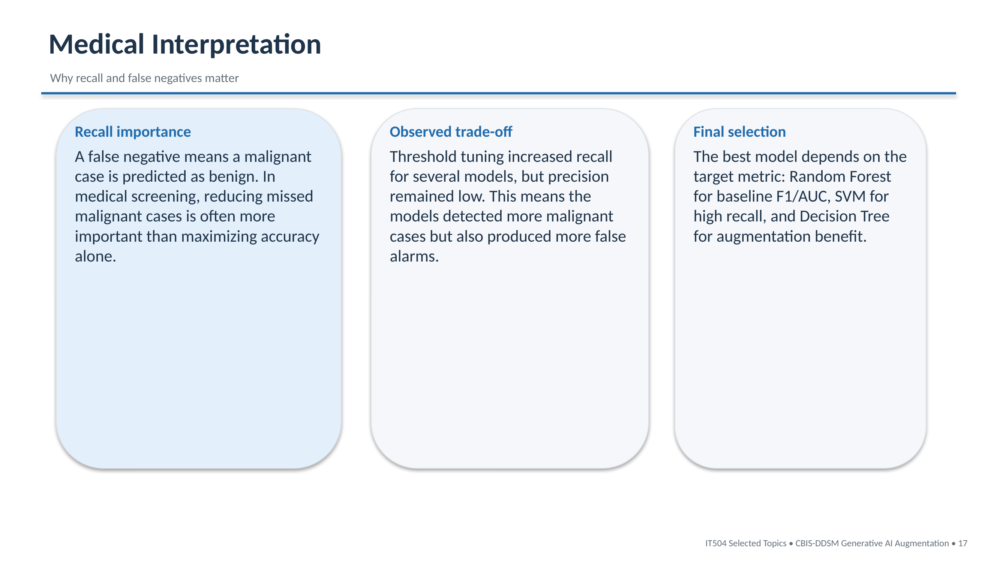 Medical Interpretation
Why recall and false negatives matter
Recall importance
A false negative means a malignant
case is predicted as benign. In
medical screening, reducing missed
malignant cases is often more
important than maximizing accuracy
alone.
Observed trade-off
Threshold tuning increased recall
for several models, but precision
remained low. This means the
models detected more malignant
cases but also produced more false
alarms.
Final selection
The best model depends on the
target metric: Random Forest
for baseline F1/AUC, SVM for
high recall, and Decision Tree
for augmentation benefit.
IT504 Selected Topics • CBIS-DDSM Generative AI Augmentation • 17